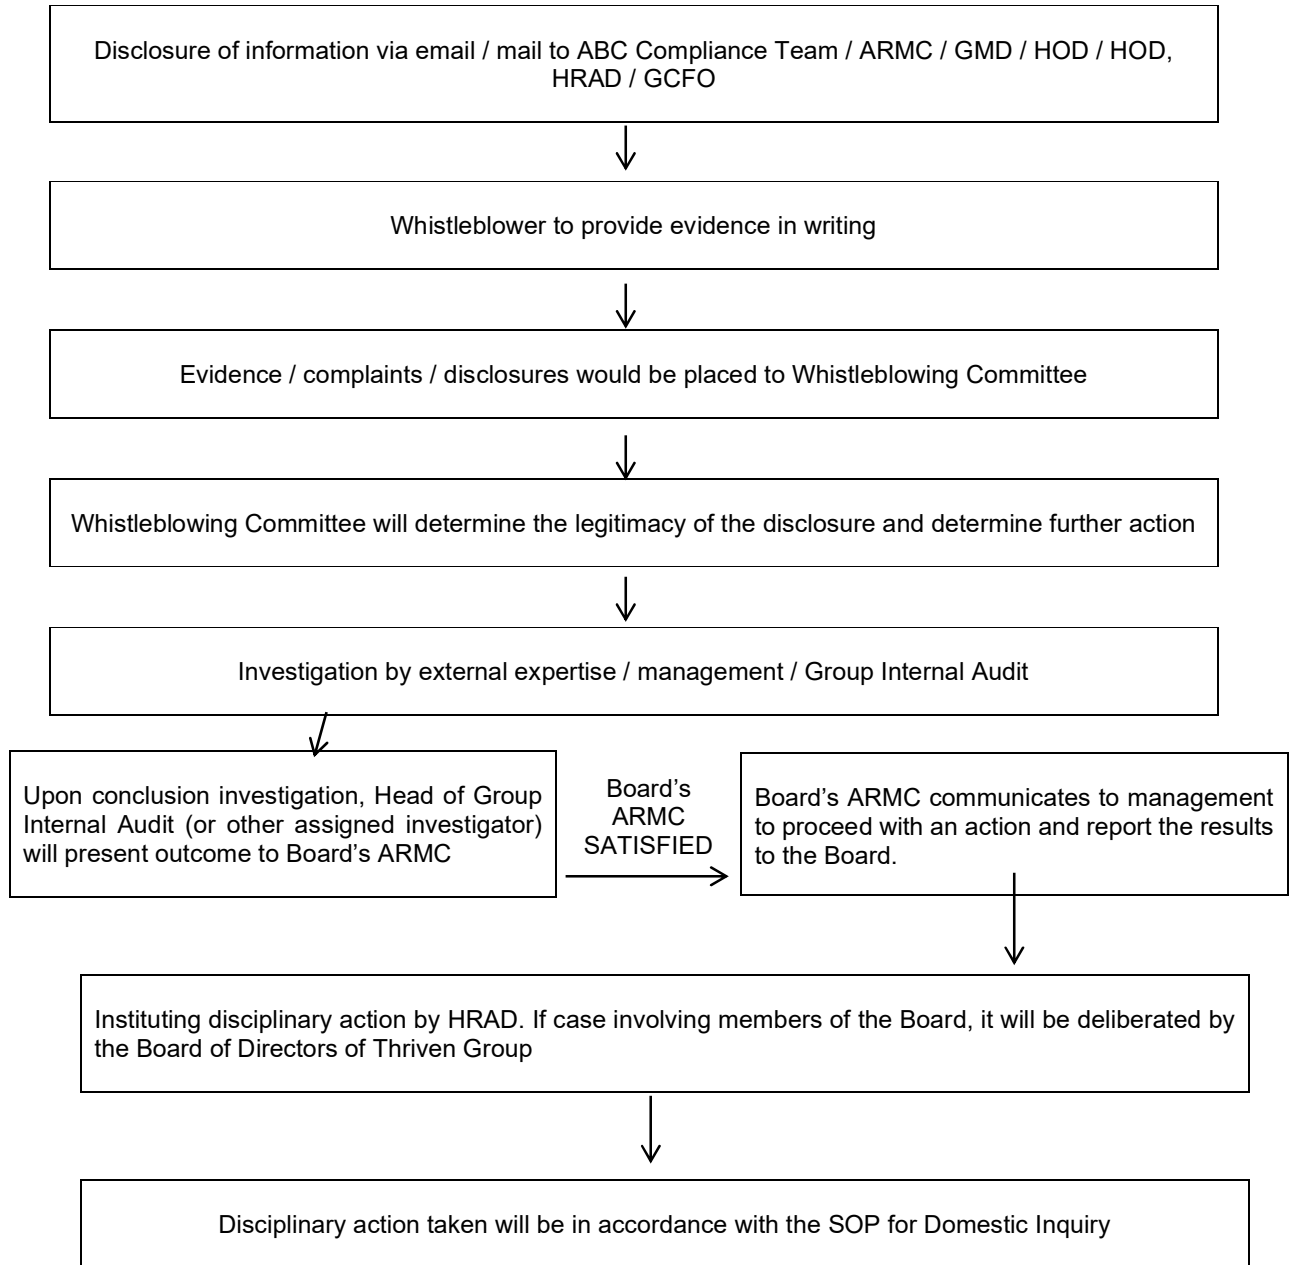 Disclosure of information via email / mail to ABC Compliance Team / ARMC / GMD / HOD / HOD,
HRAD / GCFO
Whistleblower to provide evidence in writing
Evidence / complaints / disclosures would be placed to Whistleblowing Committee
Whistleblowing Committee will determine the legitimacy of the disclosure and determine further action
Investigation by external expertise / management / Group Internal Audit
Upon conclusion investigation, Head of Group
Internal Audit (or other assigned investigator)
will present outcome to Board's ARMC
Board's
ARMC
SATISFIED
Board's ARMC communicates to management
to proceed with an action and report the results
to the Board.
Instituting disciplinary action by HRAD. If case involving members of the Board, it will be deliberated by
the Board of Directors of Thriven Group
Disciplinary action taken will be in accordance with the SOP for Domestic Inquiry